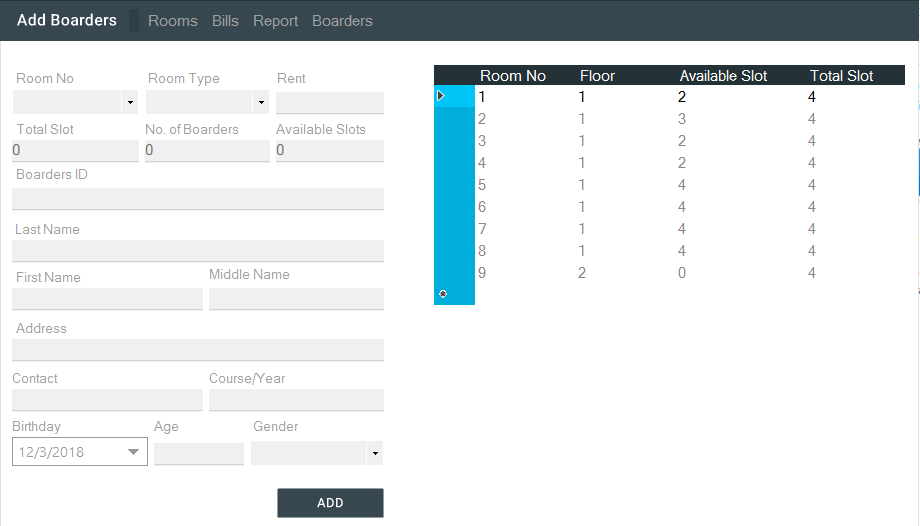 Add Boarders Rooms Bills Report Boarders
Room No Room Type Rent
Total Slot No. of Boarders Available Slots
0 0 0
Boarders ID
Last Name
First Name Middle Name
Address
Contact Course/Year
Birthday Age Gender
12/3/2018
ADD
Room No Floor Available Slot Total Slot
1 1 2 4
2 1 3 4
3 1 2 4
4 1 2 4
5 1 4 4
6 1 4 4
7 1 4 4
8 1 4 4
9 2 0 4